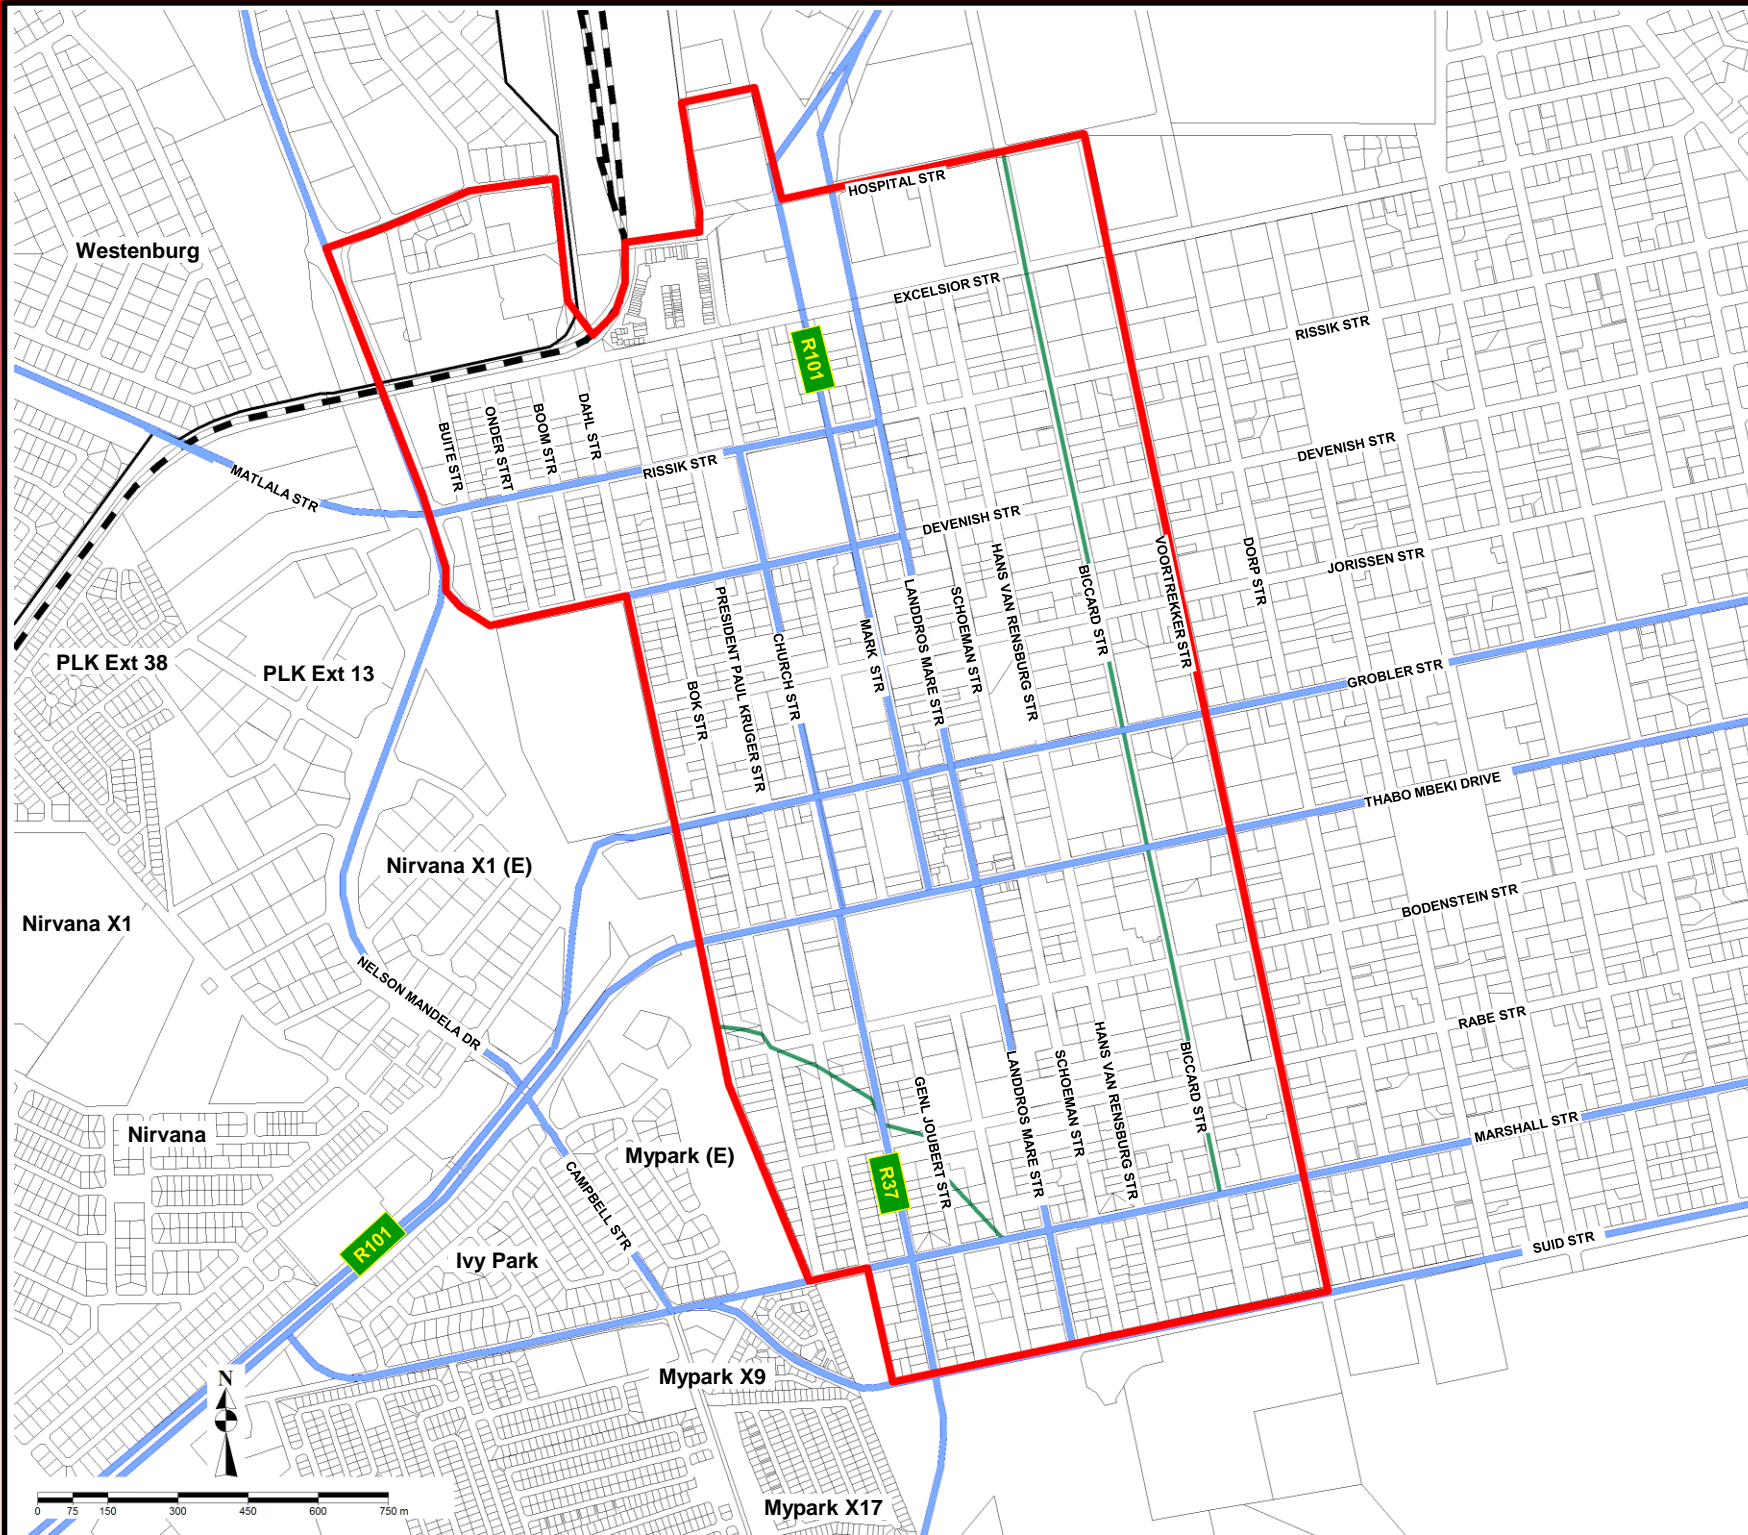 HOSPITAL STR
Westenburg
EXCELSIOR STR
RISSIK STR
R101
DAHL STR
BOOM STR
ONDER STRT
BUITE STR
DEVENISH STR
RISSIK STR
MATLALA STR
DEVENISH STR
HANS VAN RENSBURG STR
VOORTREKKER STR
DORP STR
JORISSEN STR
BICCARD STR
LANDDROS MARE STR
SCHOEMAN STR
PRESIDENT PAUL KRUGER STR
MARK STR
CHURCH STR
BOK STR
PLK Ext 38
PLK Ext 13
GROBLER STR
THABO MBEKI DRIVE
Nirvana X1 (E)
BODENSTEIN STR
Nirvana X1
NELSON MANDELA DR
RABE STR
HANS VAN RENSBURG STR
BICCARD STR
SCHOEMAN STR
LANDDROS MARE STR
GENL JOUBERT STR
MARSHALL STR
Nirvana
Mypark (E)
CAMPBELL STR
R37
R101
SUID STR
Ivy Park
N
Mypark X9
0 75 150 300 450 600 750 m
Mypark X17